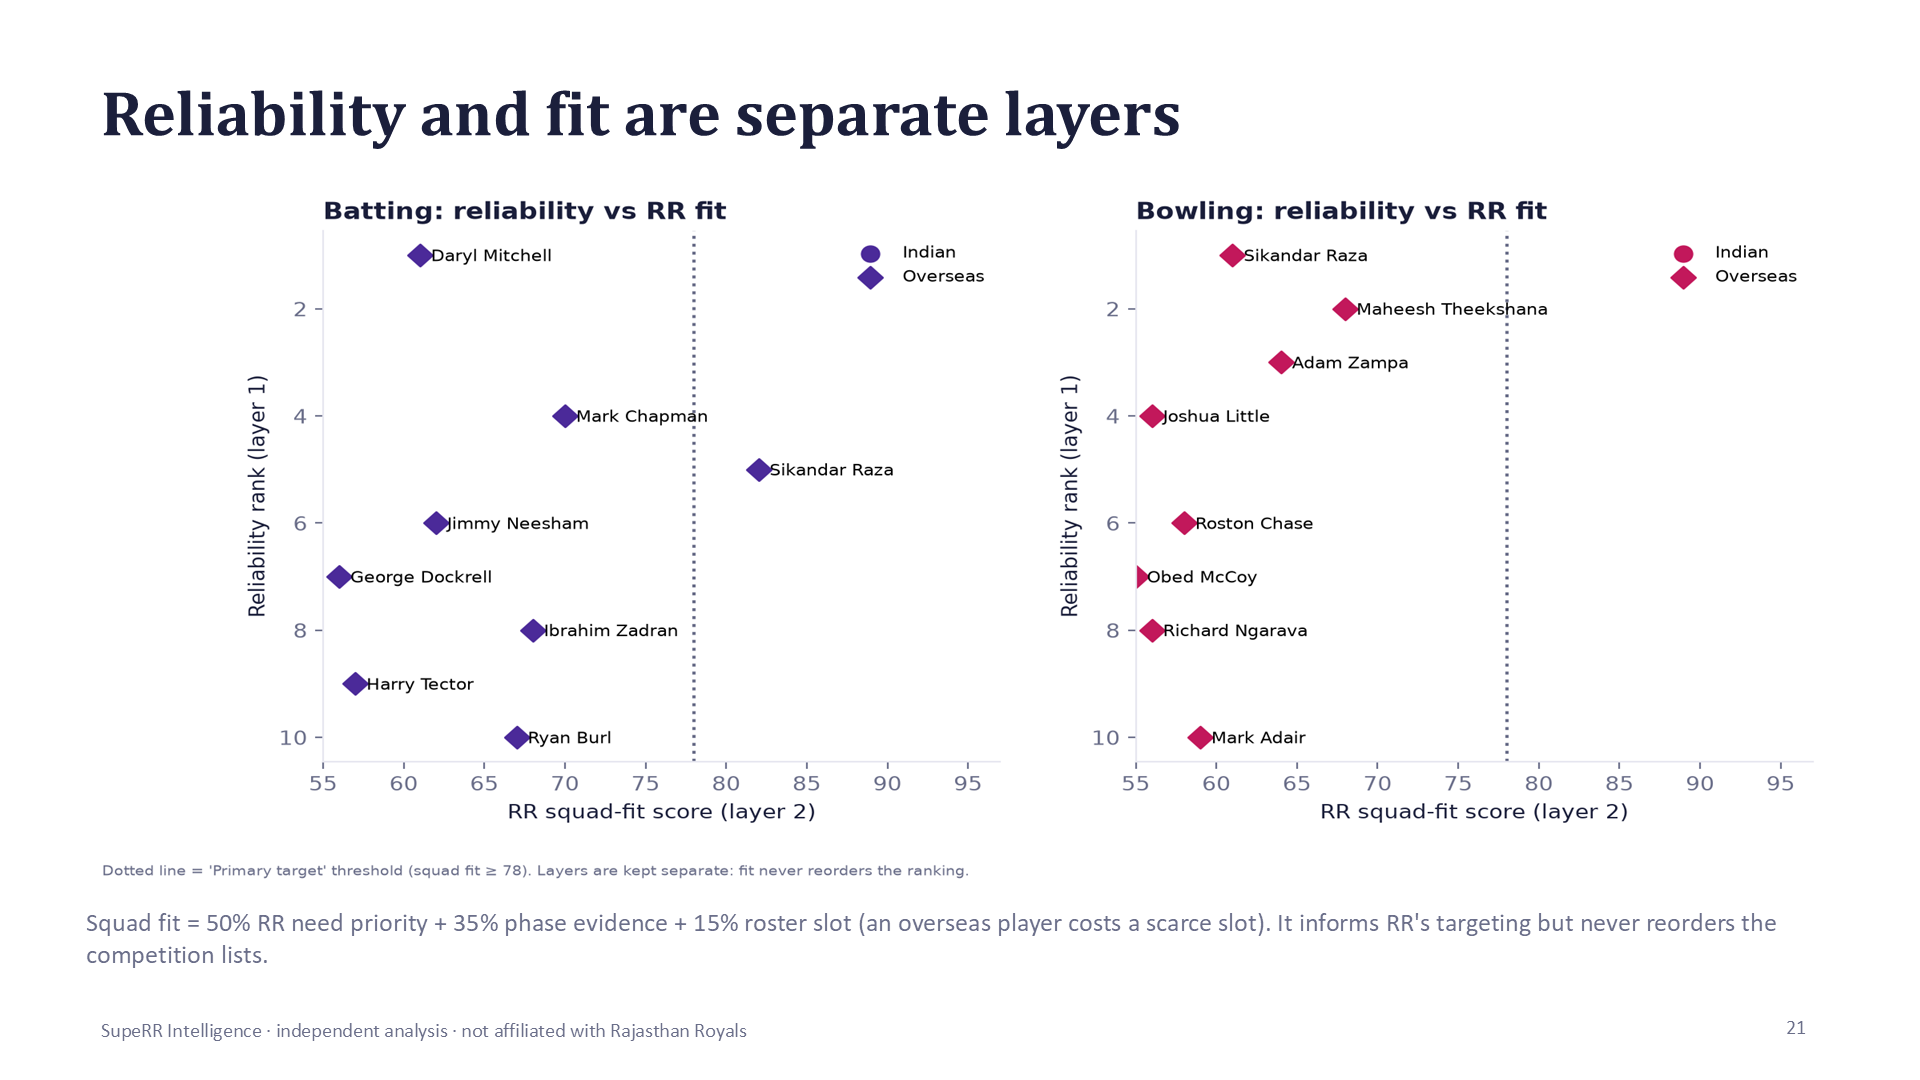 Reliability and fit are separate layers
Batting: reliability vs RR fit
Indian
Overseas
Daryl Mitchell
2
Mark Chapman
4
Sikandar Raza
Jimmy Neesham
6
George Dockrell
Ibrahim Zadran
8
Harry Tector
Ryan Burl
10
Reliability rank (layer 1)
55 60 65 70 75 80 85 90 95
RR squad-fit score (layer 2)
Bowling: reliability vs RR fit
Indian
Overseas
Sikandar Raza
2
Maheesh Theekshana
Adam Zampa
4
Joshua Little
6
Roston Chase
Obed McCoy
8
Richard Ngarava
10
Mark Adair
Reliability rank (layer 1)
55 60 65 70 75 80 85 90 95
RR squad-fit score (layer 2)
Dotted line = 'Primary target' threshold (squad fit ≥ 78). Layers are kept separate: fit never reorders the ranking.
Squad fit = 50% RR need priority + 35% phase evidence + 15% roster slot (an overseas player costs a scarce slot). It informs RR's targeting but never reorders the
competition lists.
SupeRR Intelligence · independent analysis · not affiliated with Rajasthan Royals
21